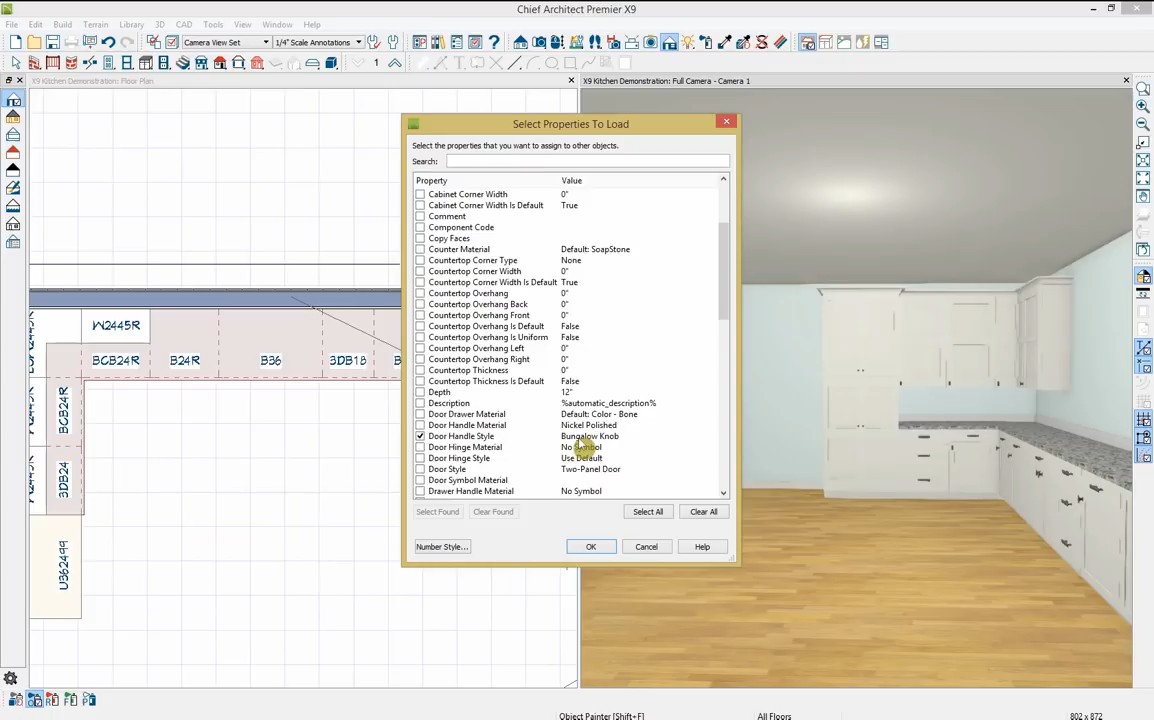 Chief Architect Premier X9
File Edit Build Terrain Library 3D CAD Tools View Window Help
Camera View Set 1/4" Scale Annotations
1
X9 Kitchen Demonstration: Floor Plan
X9 Kitchen Demonstration: Full Camera - Camera 1
Select Properties To Load
Select the properties that you want to assign to other objects.
Search:
Property Value
Cabinet Corner Width 0"
Cabinet Corner Width Is Default True
Comment
Component Code
Copy Faces
Counter Material Default: SoapStone
Countertop Corner Type None
Countertop Corner Width 0"
Countertop Corner Width Is Default True
Countertop Overhang 0"
Countertop Overhang Back 0"
Countertop Overhang Front 0"
Countertop Overhang Is Default False
Countertop Overhang Is Uniform False
Countertop Overhang Left 0"
Countertop Overhang Right 0"
Countertop Thickness 0"
Countertop Thickness Is Default False
Depth 12"
Description %automatic_description%
Door Drawer Material Default: Color - Bone
Door Handle Material Nickel Polished
Door Handle Style Bungalow Knob
Door Hinge Material No Symbol
Door Hinge Style Use Default
Door Style Two-Panel Door
Door Symbol Material
Drawer Handle Material No Symbol
Select Found Clear Found Select All Clear All
Number Style... OK Cancel Help
W2445R
BCB24R B24R B36 3DB18
BCB24R
3DB24
U362499
Object Painter [Shift+F] All Floors 802 x 872